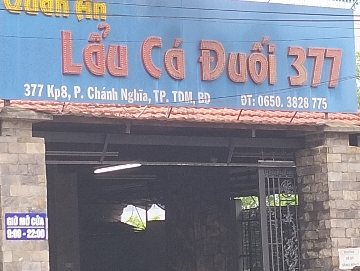 Quán Ăn
Lẩu Cá Đuối 377
377 Kp8, P. Chánh Nghĩa, TP. TDM, BD ĐT: 0650. 3828 775
GIỜ MỞ CỬA
9:00 - 22:00